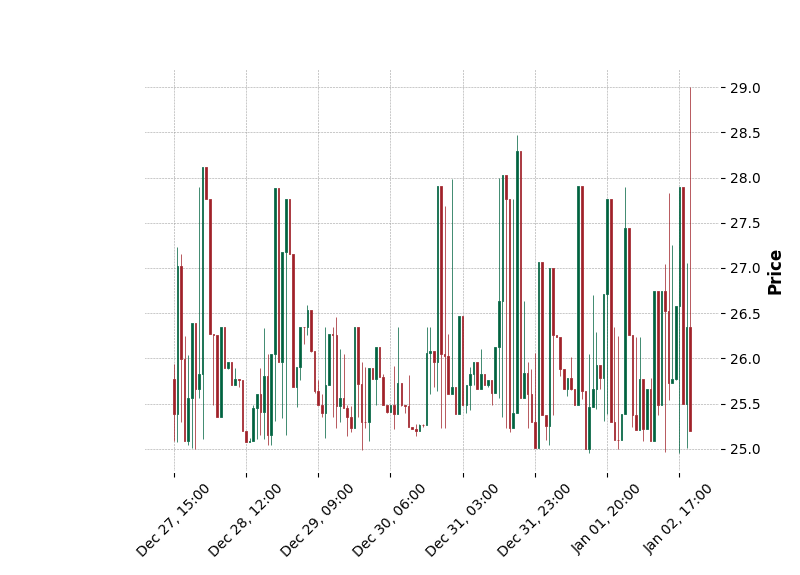 29.0
28.5
28.0
27.5
27.0
26.5
26.0
25.5
25.0
Price
Dec 27, 15:00
Dec 28, 12:00
Dec 29, 09:00
Dec 30, 06:00
Dec 31, 03:00
Dec 31, 23:00
Jan 01, 20:00
Jan 02, 17:00